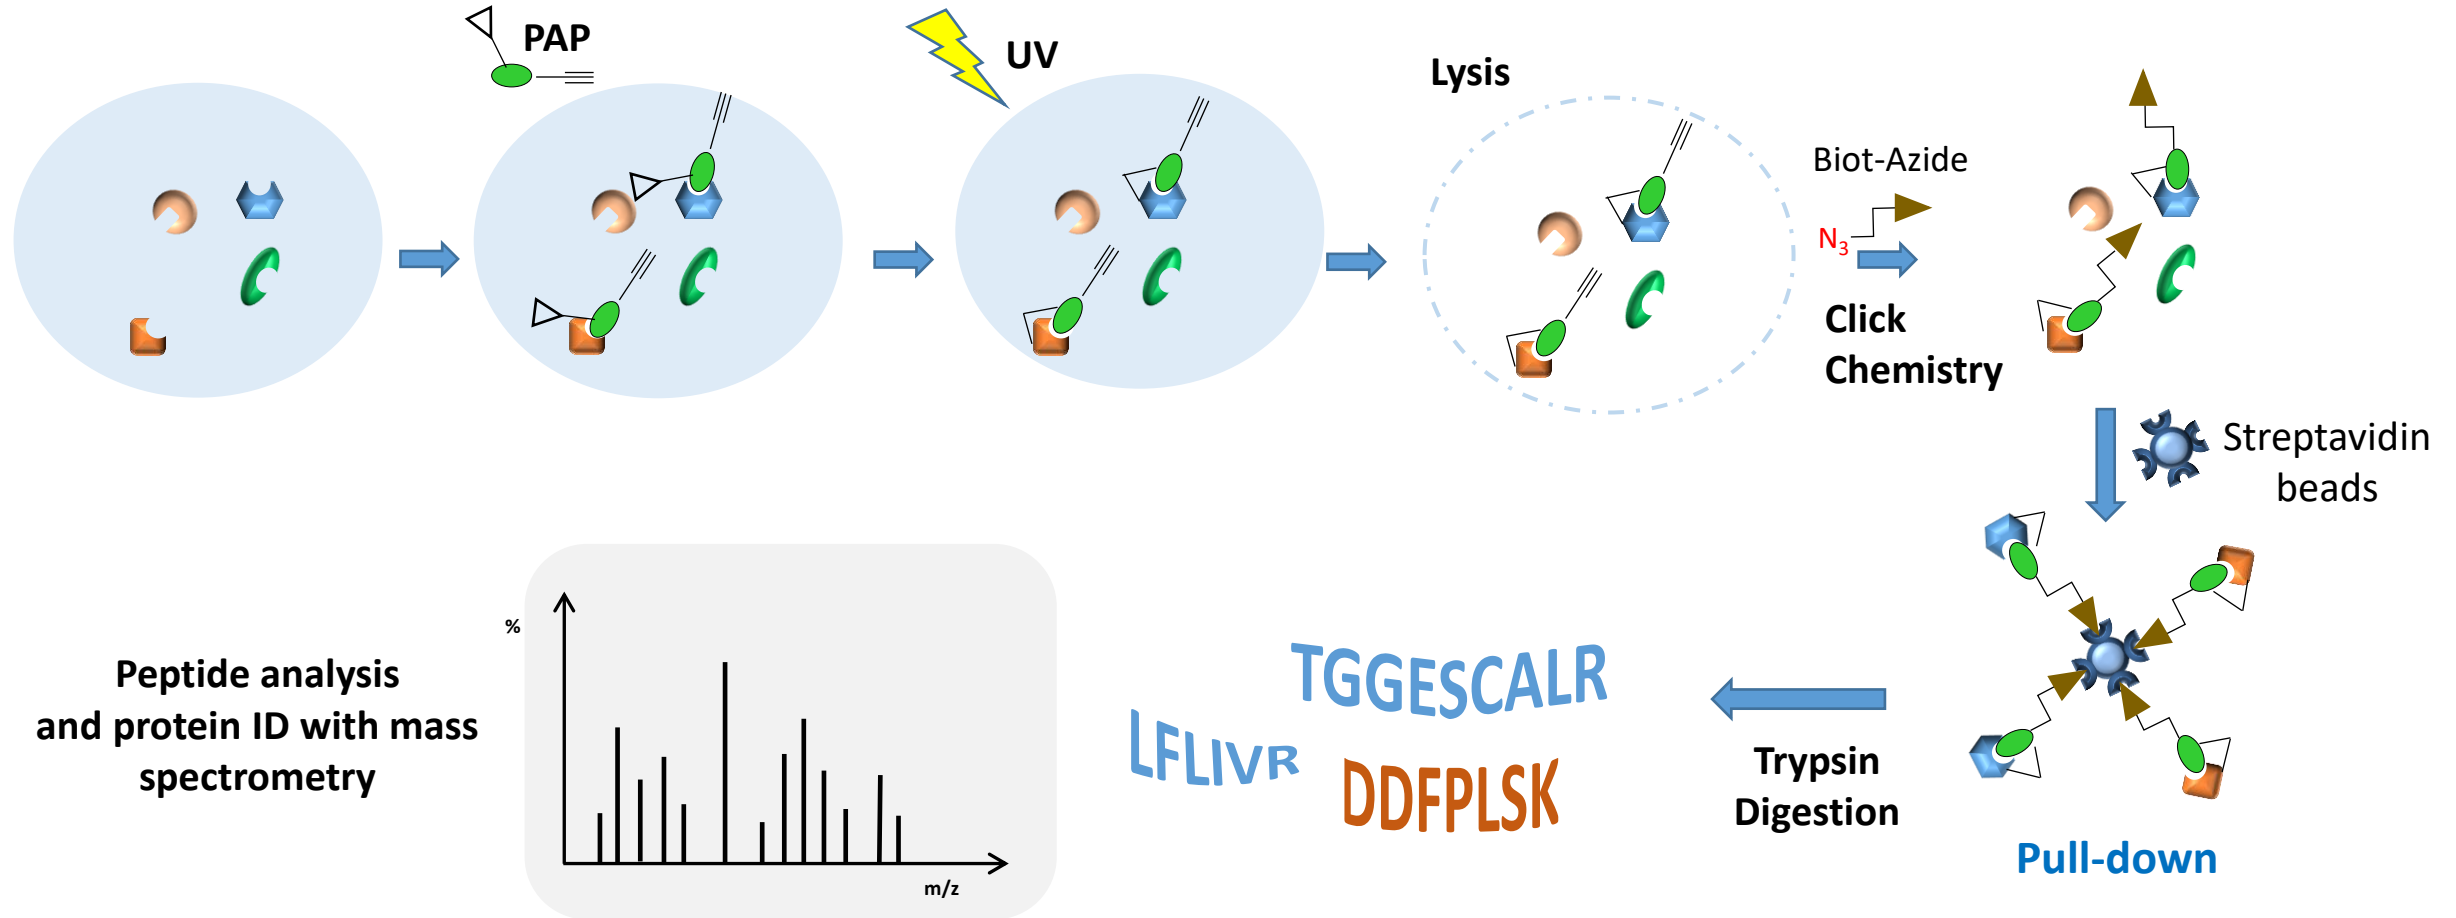 PAP
UV
Lysis
Biot-Azide
N₃
Click
Chemistry
Streptavidin
beads
Pull-down
Trypsin
Digestion
TGGESCALR
LFLIVR
DDFPLSK
%
m/z
Peptide analysis
and protein ID with mass
spectrometry